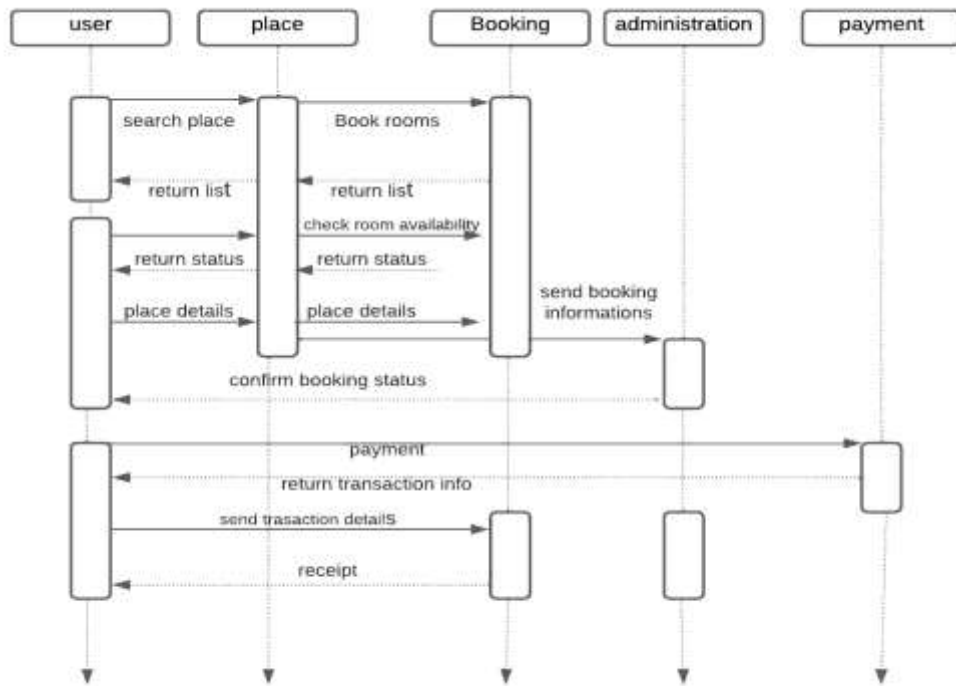 user
place
Booking
administration
payment
search place
Book rooms
return list
return list
check room availability
return status
return status
send booking
informations
place details
place details
confirm booking status
payment
return transaction info
send trasaction details
receipt